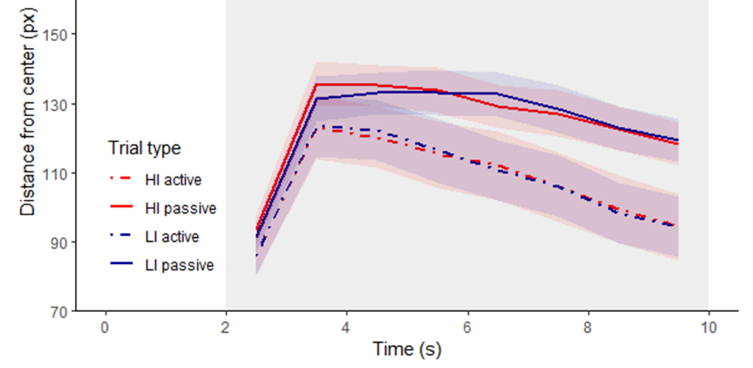 Distance from center (px)
150
130
110
90
70
Trial type
HI active
HI passive
LI active
LI passive
0 2 4 6 8 10
Time (s)